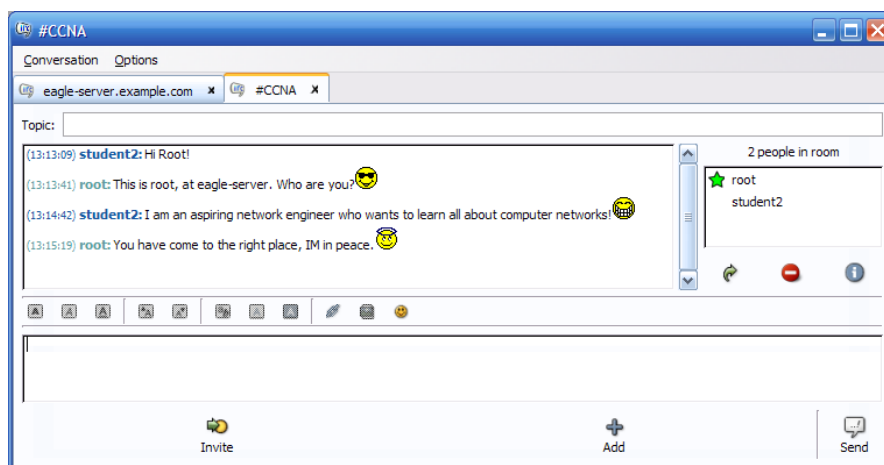 #CCNA
Conversation Options
eagle-server.example.com x #CCNA x
Topic:
(13:13:09) student2: Hi Root!
(13:13:41) root: This is root, at eagle-server. Who are you?
(13:14:42) student2: I am an aspiring network engineer who wants to learn all about computer networks!
(13:15:19) root: You have come to the right place, IM in peace.
2 people in room
root
student2
Invite
Add
Send